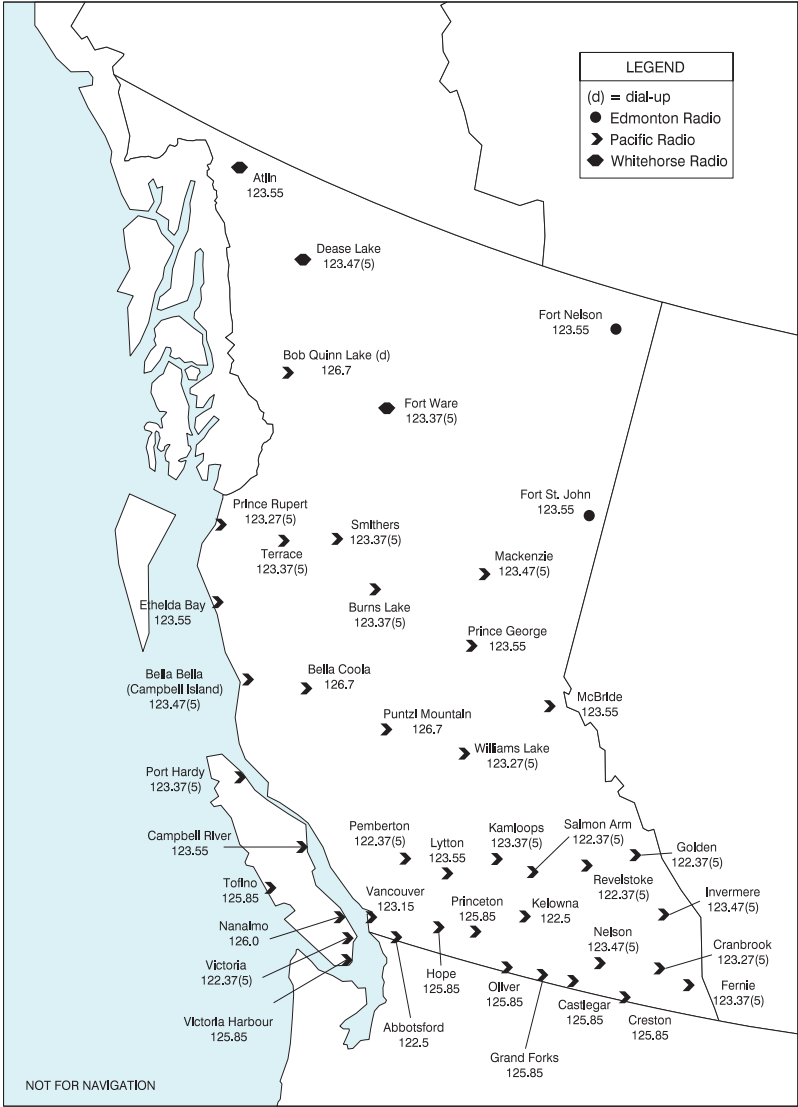 LEGEND
(d) = dial-up
Edmonton Radio
Pacific Radio
Whitehorse Radio
Atlin
123.55
Dease Lake
123.47(5)
Fort Nelson
123.55
Bob Quinn Lake (d)
126.7
Fort Ware
123.37(5)
Fort St. John
123.55
Prince Rupert
123.27(5)
Smithers
123.37(5)
Terrace
123.37(5)
Mackenzie
123.47(5)
Ethelda Bay
123.55
Burns Lake
123.37(5)
Prince George
123.55
Bella Bella
(Campbell Island)
123.47(5)
Bella Coola
126.7
McBride
123.55
Puntzi Mountain
126.7
Williams Lake
123.27(5)
Port Hardy
123.37(5)
Campbell River
123.55
Pemberton
122.37(5)
Lytton
123.55
Kamloops
123.37(5)
Salmon Arm
122.37(5)
Golden
122.37(5)
Revelstoke
122.37(5)
Tofino
125.85
Vancouver
123.15
Princeton
125.85
Kelowna
122.5
Invermere
123.47(5)
Nanaimo
126.0
Nelson
123.47(5)
Cranbrook
123.27(5)
Victoria
122.37(5)
Hope
125.85
Oliver
125.85
Castlegar
125.85
Creston
125.85
Fernie
123.37(5)
Victoria Harbour
125.85
Abbotsford
122.5
Grand Forks
125.85
NOT FOR NAVIGATION